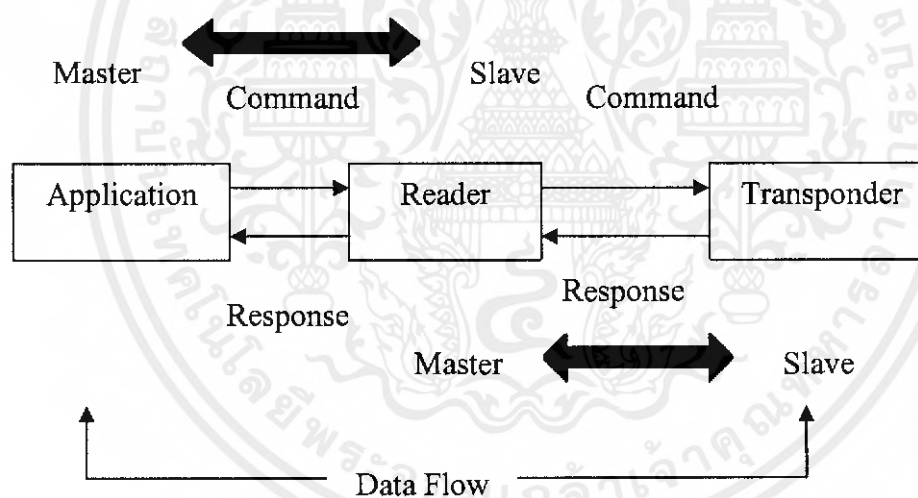 Master Slave
Command Command
Application Reader Transponder
Response Response
Master Slave
Data Flow